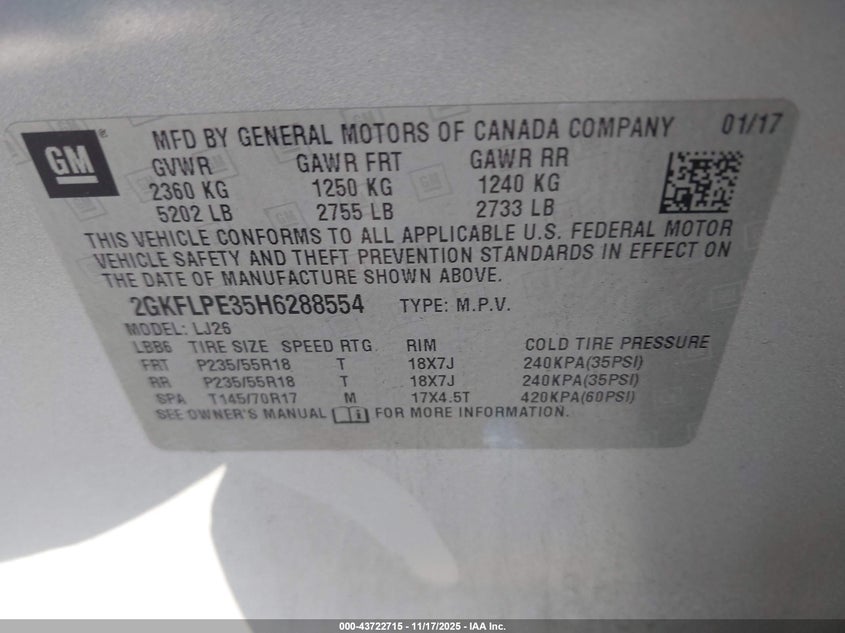 GM
MFD BY GENERAL MOTORS OF CANADA COMPANY 01/17
GVWR GAWR FRT GAWR RR
2360 KG 1250 KG 1240 KG
5202 LB 2755 LB 2733 LB
THIS VEHICLE CONFORMS TO ALL APPLICABLE U.S. FEDERAL MOTOR
VEHICLE SAFETY AND THEFT PREVENTION STANDARDS IN EFFECT ON
THE DATE OF MANUFACTURE SHOWN ABOVE.
2GKFLPE35H6288554 TYPE: M.P.V.
MODEL: LJ26
LBB6 TIRE SIZE SPEED RTG. RIM COLD TIRE PRESSURE
FRT P235/55R18 T 18X7J 240KPA(35PSI)
RR P235/55R18 T 18X7J 240KPA(35PSI)
SPA T145/70R17 M 17X4.5T 420KPA(60PSI)
SEE OWNER'S MANUAL i FOR MORE INFORMATION.
000-43722715 - 11/17/2025 - IAA Inc.